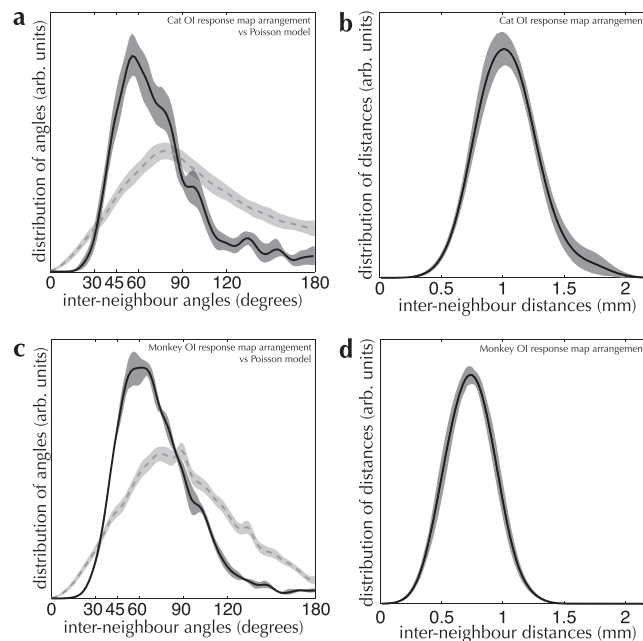 a
Cat OI response map arrangement
vs Poisson model
distribution of angles (arb. units)
0 30 45 60 90 120 180
inter-neighbour angles (degrees)
b
Cat OI response map arrangement
distribution of distances (arb. units)
0 0.5 1 1.5 2
inter-neighbour distances (mm)
c
Monkey OI response map arrangement
vs Poisson model
distribution of angles (arb. units)
0 30 45 60 90 120 180
inter-neighbour angles (degrees)
d
Monkey OI response map arrangement
distribution of distances (arb. units)
0 0.5 1 1.5 2
inter-neighbour distances (mm)